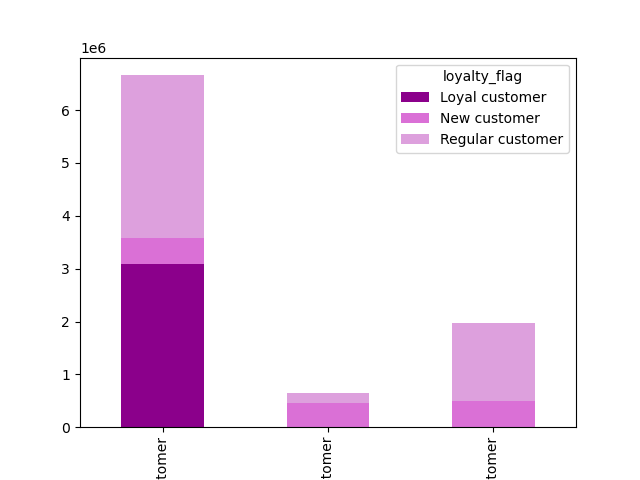 1e6
loyalty_flag
Loyal customer
New customer
Regular customer
6
5
4
3
2
1
0
tomer
tomer
tomer